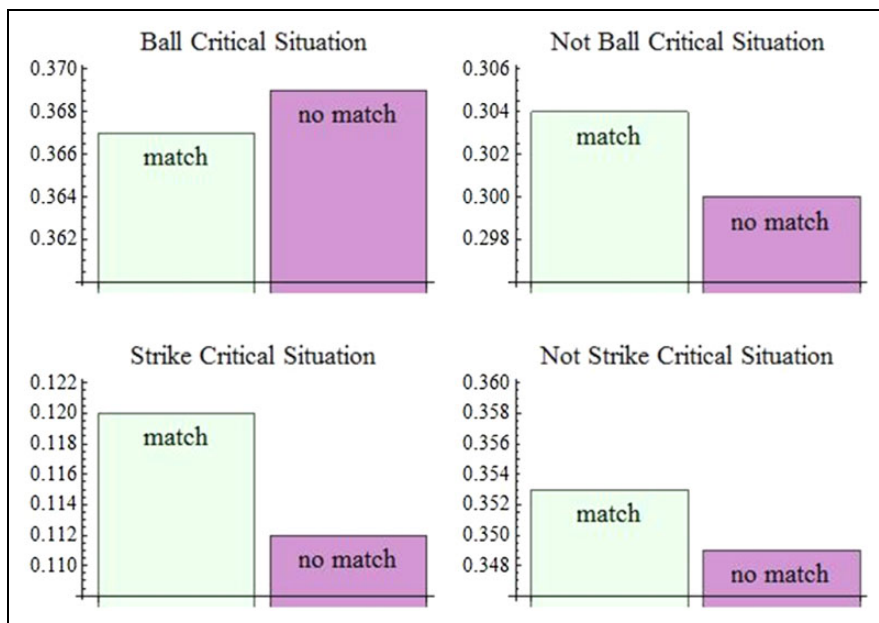 Ball Critical Situation
0.370
0.368
0.366
0.364
0.362
match
no match
Not Ball Critical Situation
0.306
0.304
0.302
0.300
0.298
match
no match
Strike Critical Situation
0.122
0.120
0.118
0.116
0.114
0.112
0.110
match
no match
Not Strike Critical Situation
0.360
0.358
0.356
0.354
0.352
0.350
0.348
match
no match